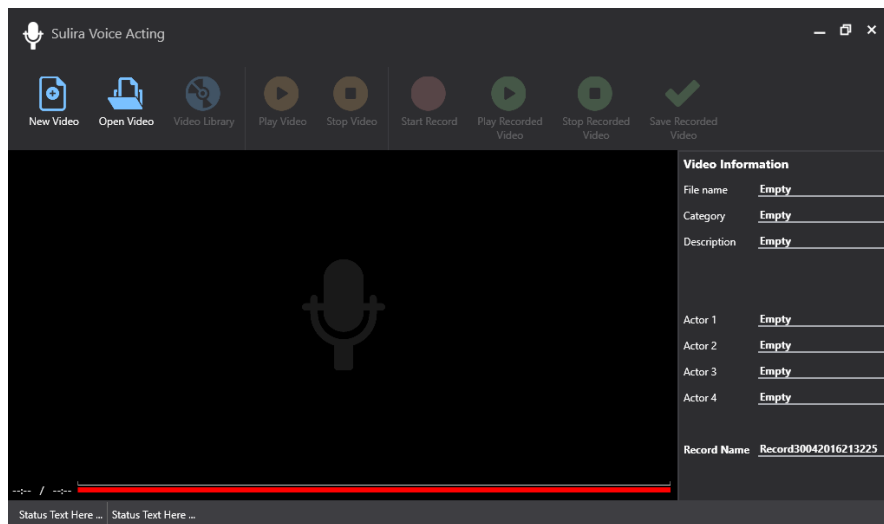 Sulira Voice Acting
New Video
Open Video
Video Library
Play Video
Stop Video
Start Record
Play Recorded
Video
Stop Recorded
Video
Save Recorded
Video
Video Information
File name Empty
Category Empty
Description Empty
Actor 1 Empty
Actor 2 Empty
Actor 3 Empty
Actor 4 Empty
Record Name Record30042016213225
--:-- / --:--
Status Text Here ... Status Text Here ...